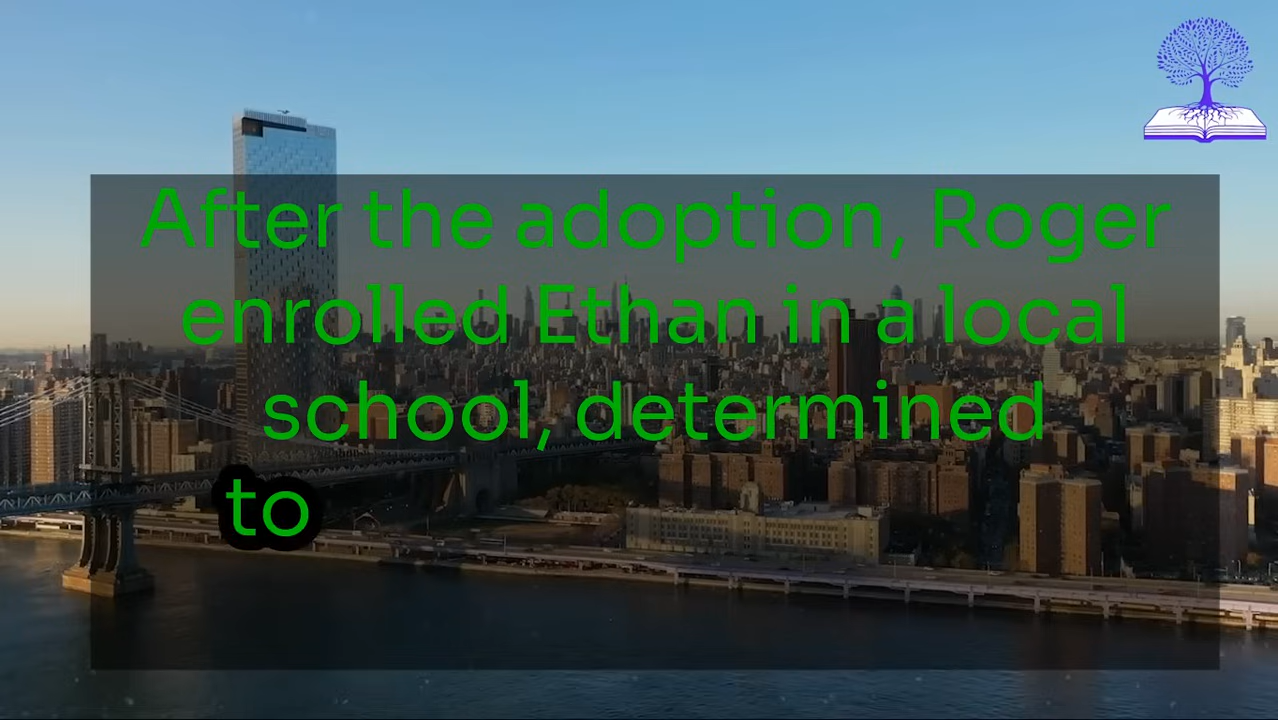 After the adoption, Roger
enrolled Ethan in a local
school, determined
to